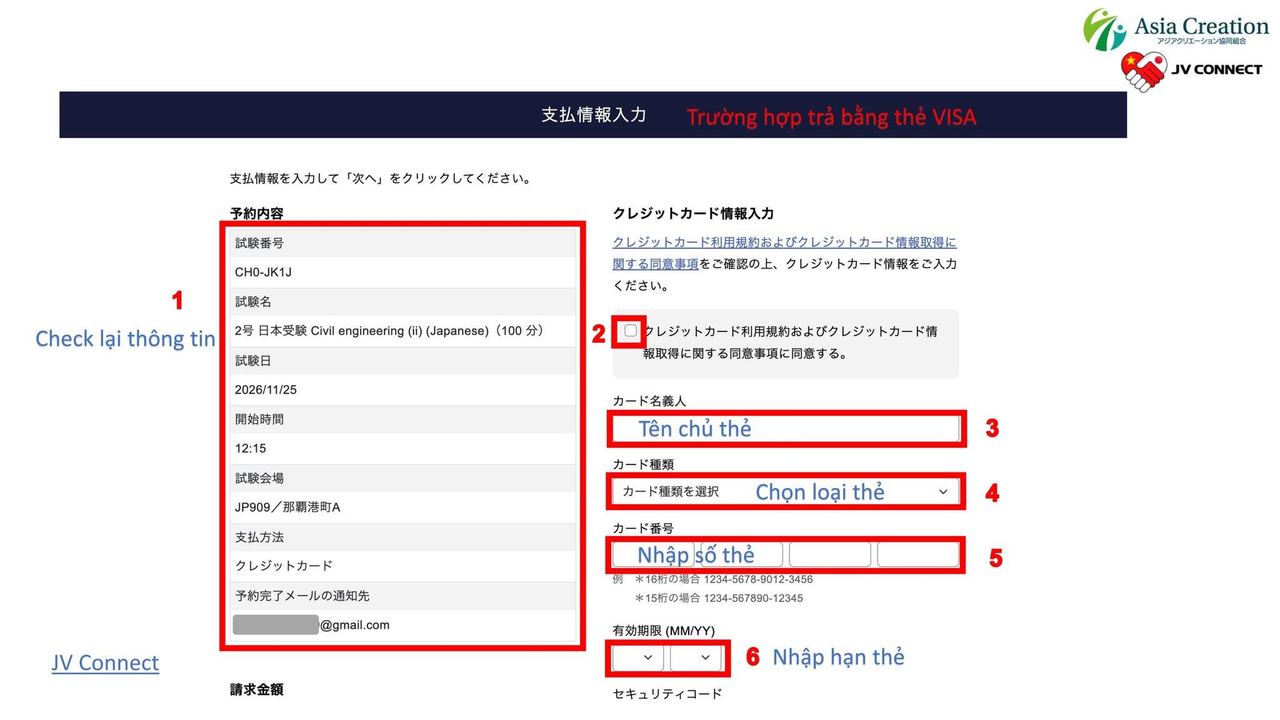 Asia Creation
アジアクリエーション協同組合
JV CONNECT
支払情報入力 Trường hợp trả bằng thẻ VISA
支払情報を入力して「次へ」をクリックしてください。
予約内容
試験番号
CH0-JK1J
試験名
2号 日本受験 Civil engineering (ii) (Japanese)（100 分）
試験日
2026/11/25
開始時間
12:15
試験会場
JP909／那覇港町A
支払方法
クレジットカード
予約完了メールの通知先
@gmail.com
1
Check lại thông tin
JV Connect
請求金額
クレジットカード情報入力
クレジットカード利用規約およびクレジットカード情報取得に
関する同意事項をご確認の上、クレジットカード情報をご入力
ください。
2
クレジットカード利用規約およびクレジットカード情
報取得に関する同意事項に同意する。
カード名義人
Tên chủ thẻ 3
カード種類
カード種類を選択 Chọn loại thẻ 4
カード番号
Nhập số thẻ 5
例 ＊16桁の場合 1234-5678-9012-3456
＊15桁の場合 1234-567890-12345
有効期限 (MM/YY)
6 Nhập hạn thẻ
セキュリティコード